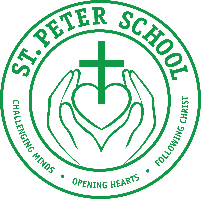 ST. PETER SCHOOL
CHALLENGING MINDS • OPENING HEARTS • FOLLOWING CHRIST